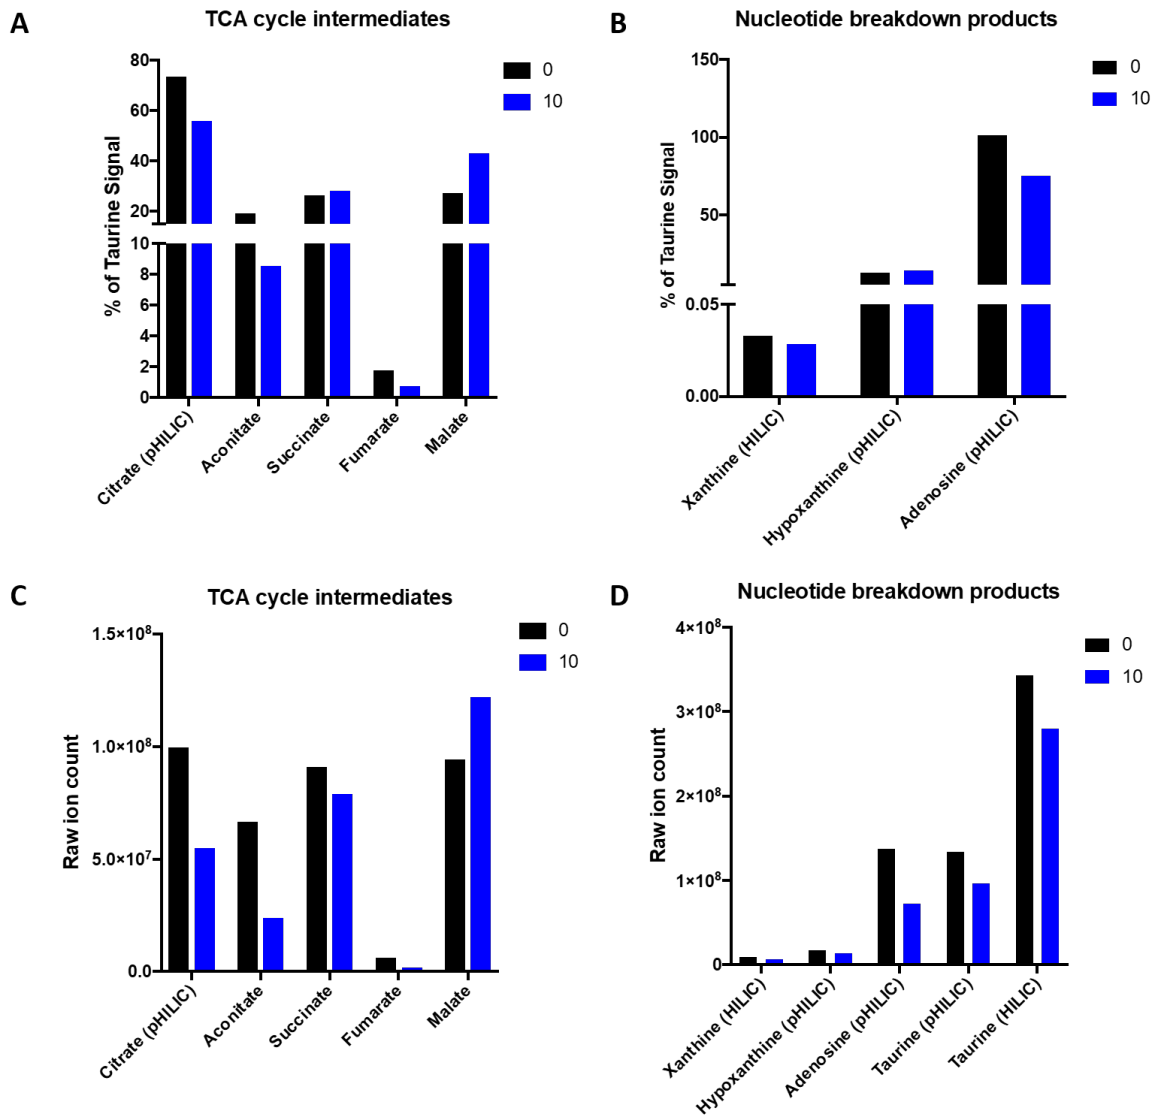 A
TCA cycle intermediates
0
10
% of Taurine Signal
80
60
40
20
10
8
6
4
2
0
Citrate (pHILIC)
Aconitate
Succinate
Fumarate
Malate
B
Nucleotide breakdown products
0
10
% of Taurine Signal
150
100
50
0.05
0.00
Xanthine (HILIC)
Hypoxanthine (pHILIC)
Adenosine (pHILIC)
C
TCA cycle intermediates
0
10
Raw ion count
1.5×10⁸
1.0×10⁸
5.0×10⁷
0.0
Citrate (pHILIC)
Aconitate
Succinate
Fumarate
Malate
D
Nucleotide breakdown products
0
10
Raw ion count
4×10⁸
3×10⁸
2×10⁸
1×10⁸
0
Xanthine (HILIC)
Hypoxanthine (pHILIC)
Adenosine (pHILIC)
Taurine (pHILIC)
Taurine (HILIC)